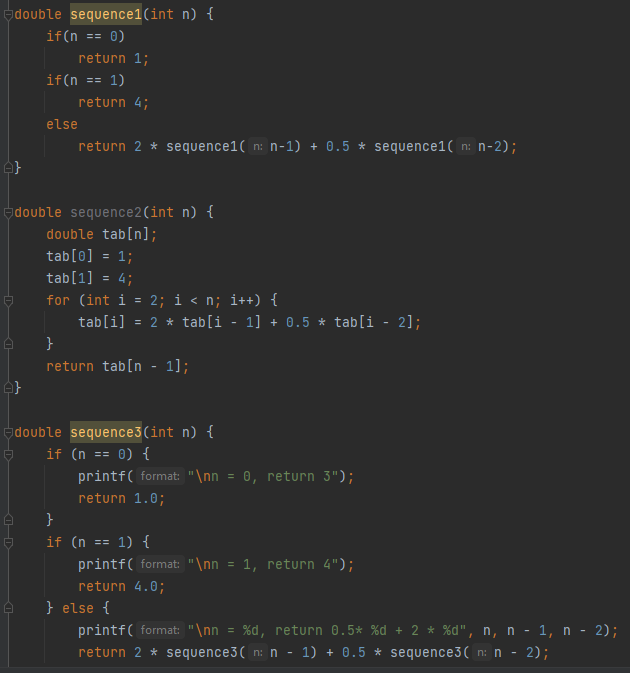 double sequence1(int n) {
    if(n == 0)
        return 1;
    if(n == 1)
        return 4;
    else
        return 2 * sequence1( n: n-1) + 0.5 * sequence1( n: n-2);
}

double sequence2(int n) {
    double tab[n];
    tab[0] = 1;
    tab[1] = 4;
    for (int i = 2; i < n; i++) {
        tab[i] = 2 * tab[i - 1] + 0.5 * tab[i - 2];
    }
    return tab[n - 1];
}

double sequence3(int n) {
    if (n == 0) {
        printf( format: "\nn = 0, return 3");
        return 1.0;
    }
    if (n == 1) {
        printf( format: "\nn = 1, return 4");
        return 4.0;
    } else {
        printf( format: "\nn = %d, return 0.5* %d + 2 * %d", n, n - 1, n - 2);
        return 2 * sequence3( n: n - 1) + 0.5 * sequence3( n: n - 2);